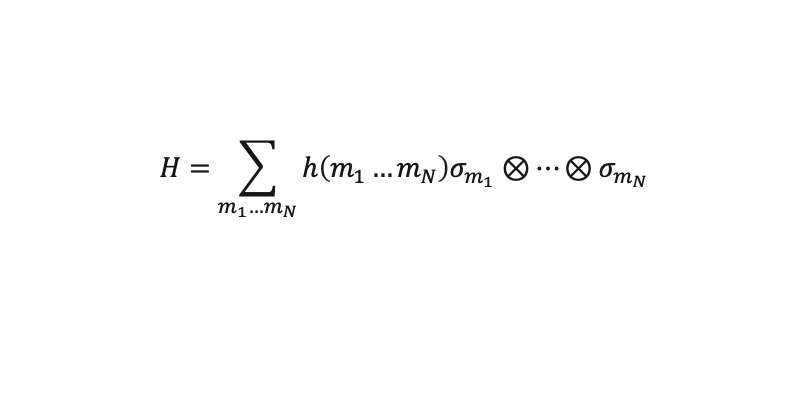 H = ∑_{m_1…m_N} h(m_1 … m_N)σ_{m_1} ⊗ ⋯ ⊗ σ_{m_N}